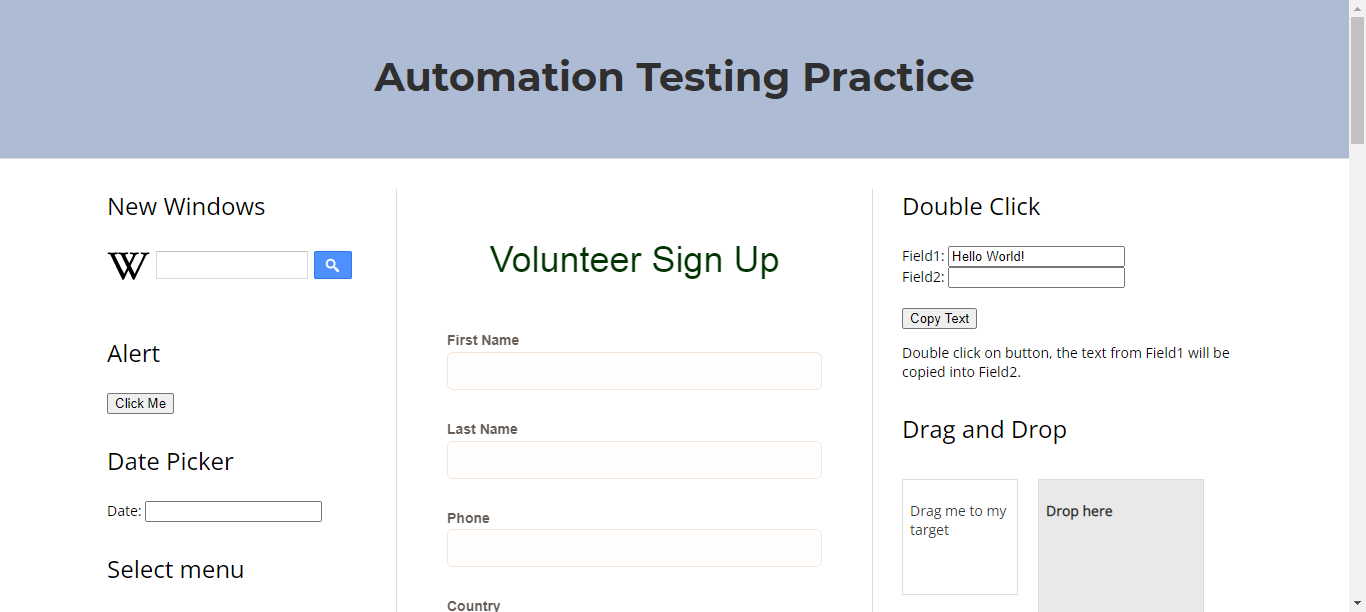 Automation Testing Practice
New Windows
W
Alert
Click Me
Date Picker
Date:
Select menu
Volunteer Sign Up
First Name
Last Name
Phone
Country
Double Click
Field1: Hello World!
Field2:
Copy Text
Double click on button, the text from Field1 will be
copied into Field2.
Drag and Drop
Drag me to my
target
Drop here